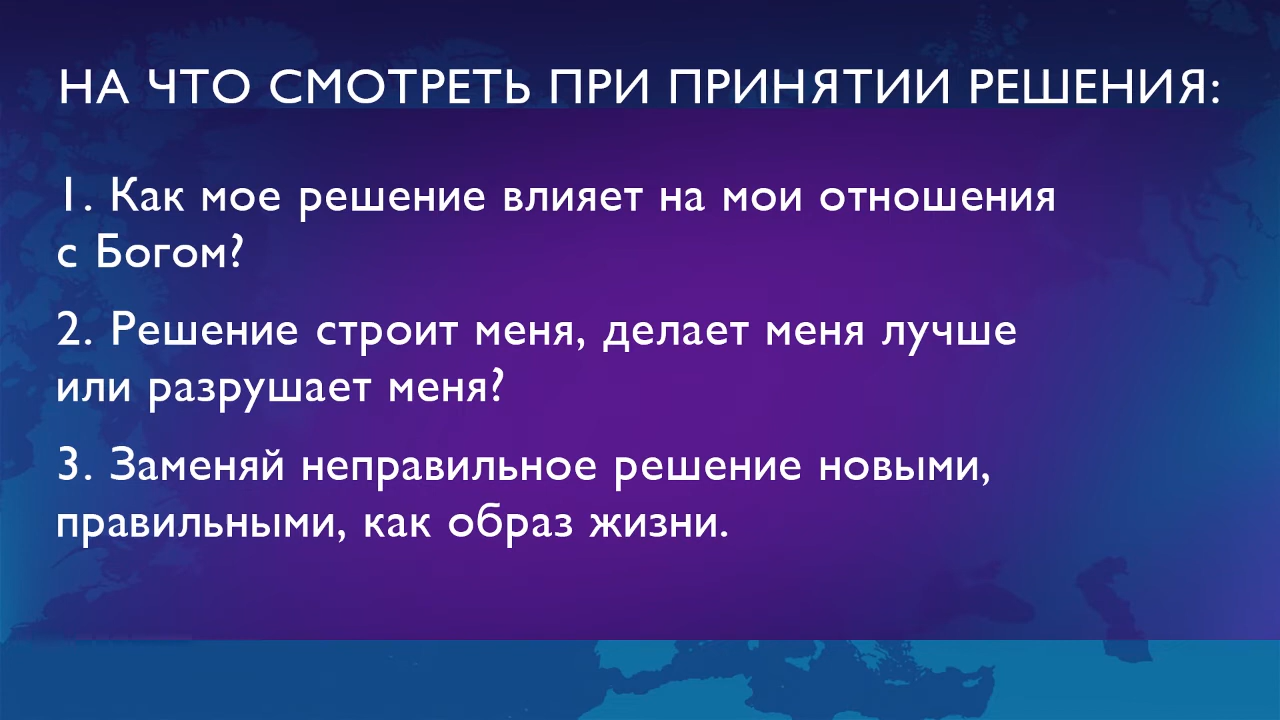 НА ЧТО СМОТРЕТЬ ПРИ ПРИНЯТИИ РЕШЕНИЯ:
1. Как мое решение влияет на мои отношения
с Богом?
2. Решение строит меня, делает меня лучше
или разрушает меня?
3. Заменяй неправильное решение новыми,
правильными, как образ жизни.